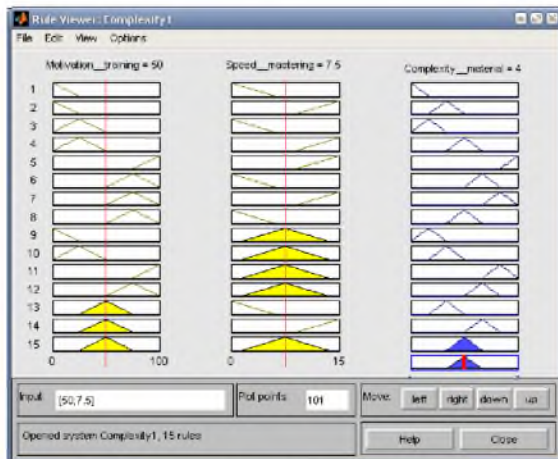 Rule Viewer: Complexity1
File Edit View Options
Motivation__training = 50
Speed__mastering = 7.5
Complexity__material = 4
1
2
3
4
5
6
7
8
9
10
11
12
13
14
15
0 100
0 15
Input: [50;7.5]
Plot points: 101
Move: left right down up
Opened system Complexity1, 15 rules
Help Close